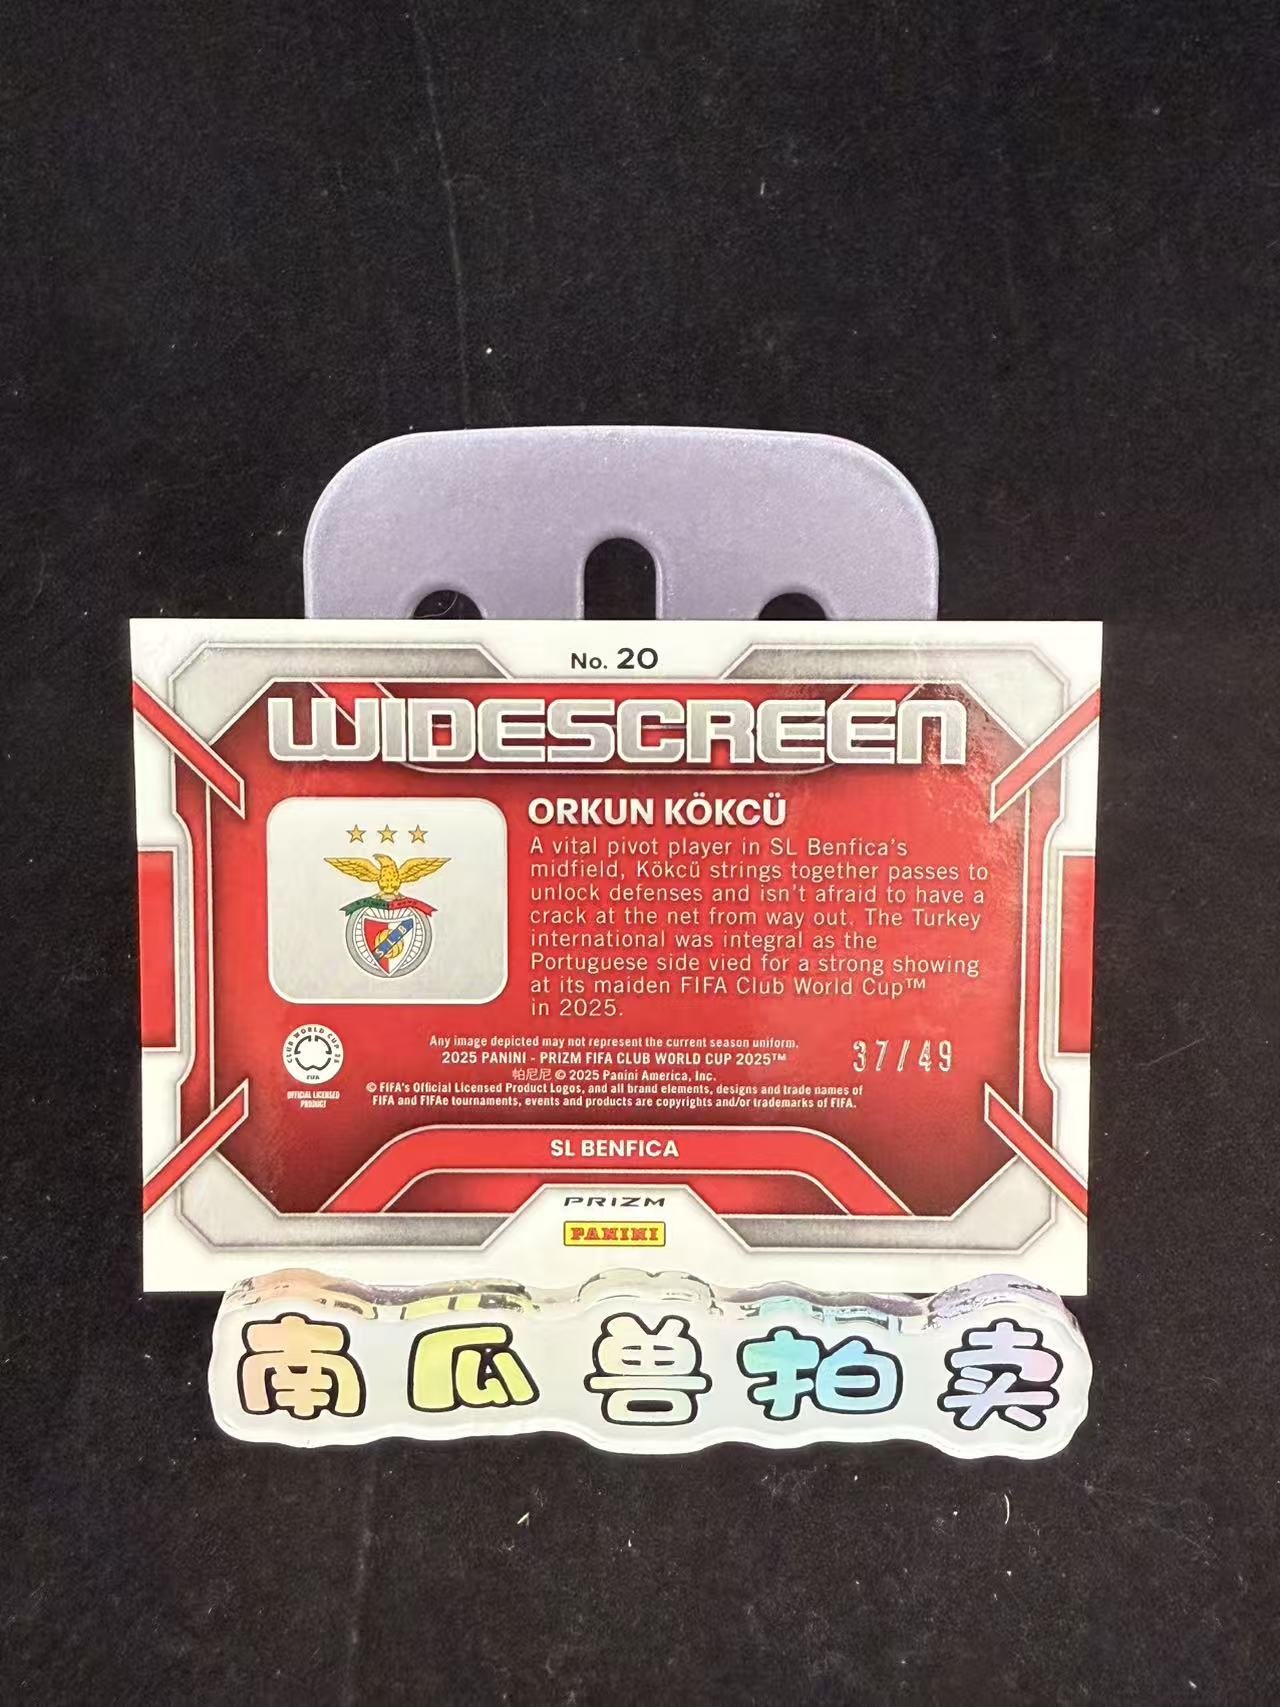 No. 20
WIDESCREEN
ORKUN KÖKCÜ
A vital pivot player in SL Benfica's
midfield, Kökcü strings together passes to
unlock defenses and isn't afraid to have a
crack at the net from way out. The Turkey
international was integral as the
Portuguese side vied for a strong showing
at its maiden FIFA Club World Cup™
in 2025.
SLB
CLUB WORLD CUP 25
FIFA
OFFICIAL LICENSED
PRODUCT
Any image depicted may not represent the current season uniform.
2025 PANINI - PRIZM FIFA CLUB WORLD CUP 2025™
帕尼尼 © 2025 Panini America, Inc.
© FIFA's Official Licensed Product Logos, and all brand elements, designs and trade names of
FIFA and FIFAe tournaments, events and products are copyrights and/or trademarks of FIFA.
37/49
SL BENFICA
PRIZM
PANINI
南瓜兽拍卖